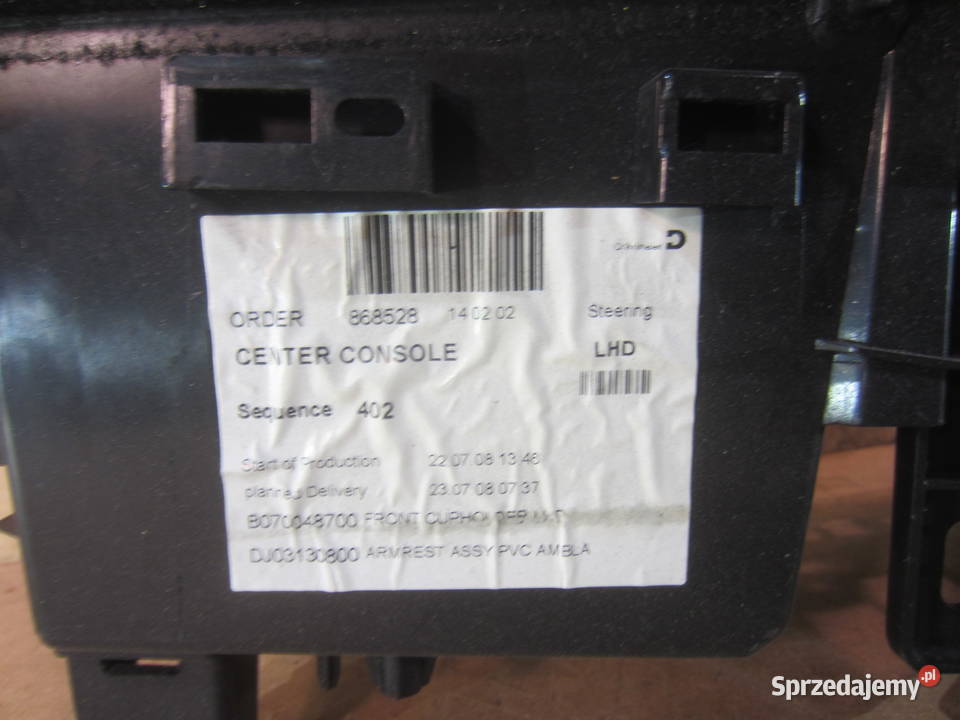 ORDER 868528 14 02 02 Steering
CENTER CONSOLE LHD
Sequence 402
Start of Production 22 07 08 13 46
planned Delivery 23 07 08 07 37
B070048700 FRONT CUPHOLDER
DJ03130800 ARMREST ASSY PVC AMBLA
Sprzedajemy.pl